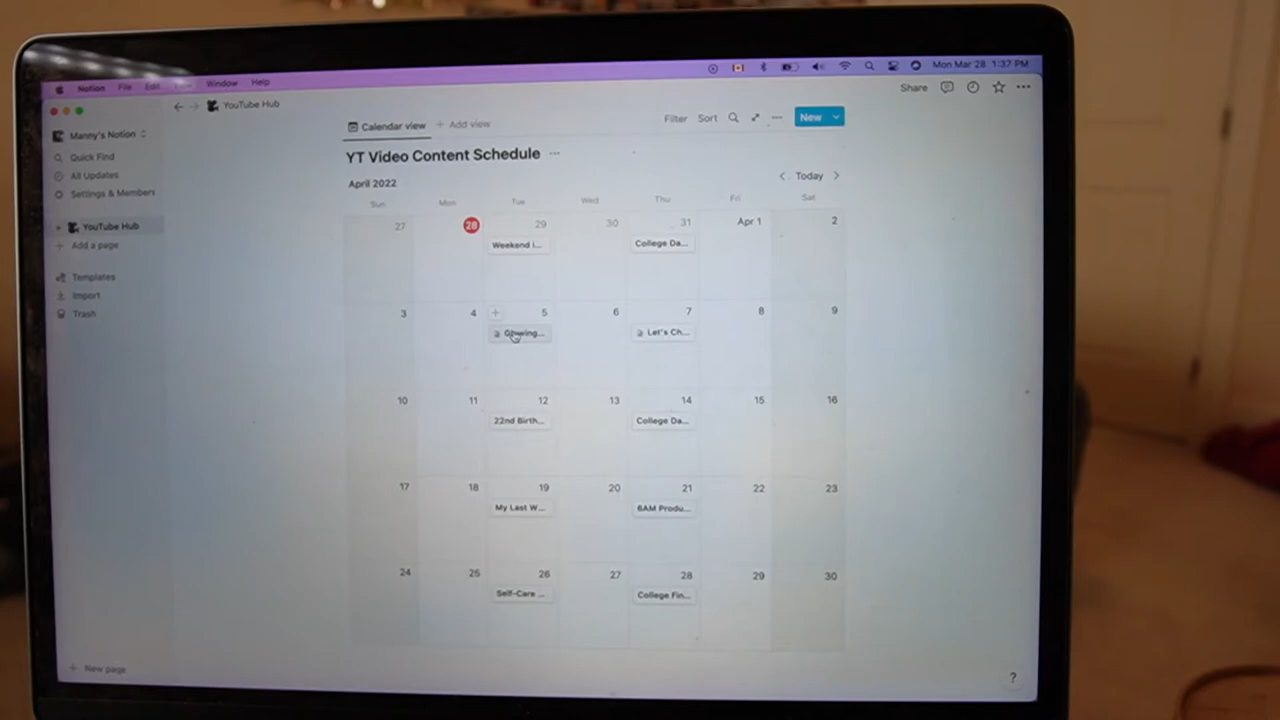 Notion File Edit Window Help Mon Mar 28 1:37 PM
YouTube Hub Share
Manny's Notion
Quick Find
All Updates
Settings & Members
YouTube Hub
Add a page
Templates
Import
Trash
New page
Calendar view + Add view Filter Sort New
YT Video Content Schedule
April 2022 Today
Sun Mon Tue Wed Thu Fri Sat
27 28 29 30 31 Apr 1 2
Weekend i... College Da...
3 4 5 6 7 8 9
Let's Ch...
10 11 12 13 14 15 16
22nd Birth... College Da...
17 18 19 20 21 22 23
My Last W... 6AM Produ...
24 25 26 27 28 29 30
Self-Care ... College Fin...
?